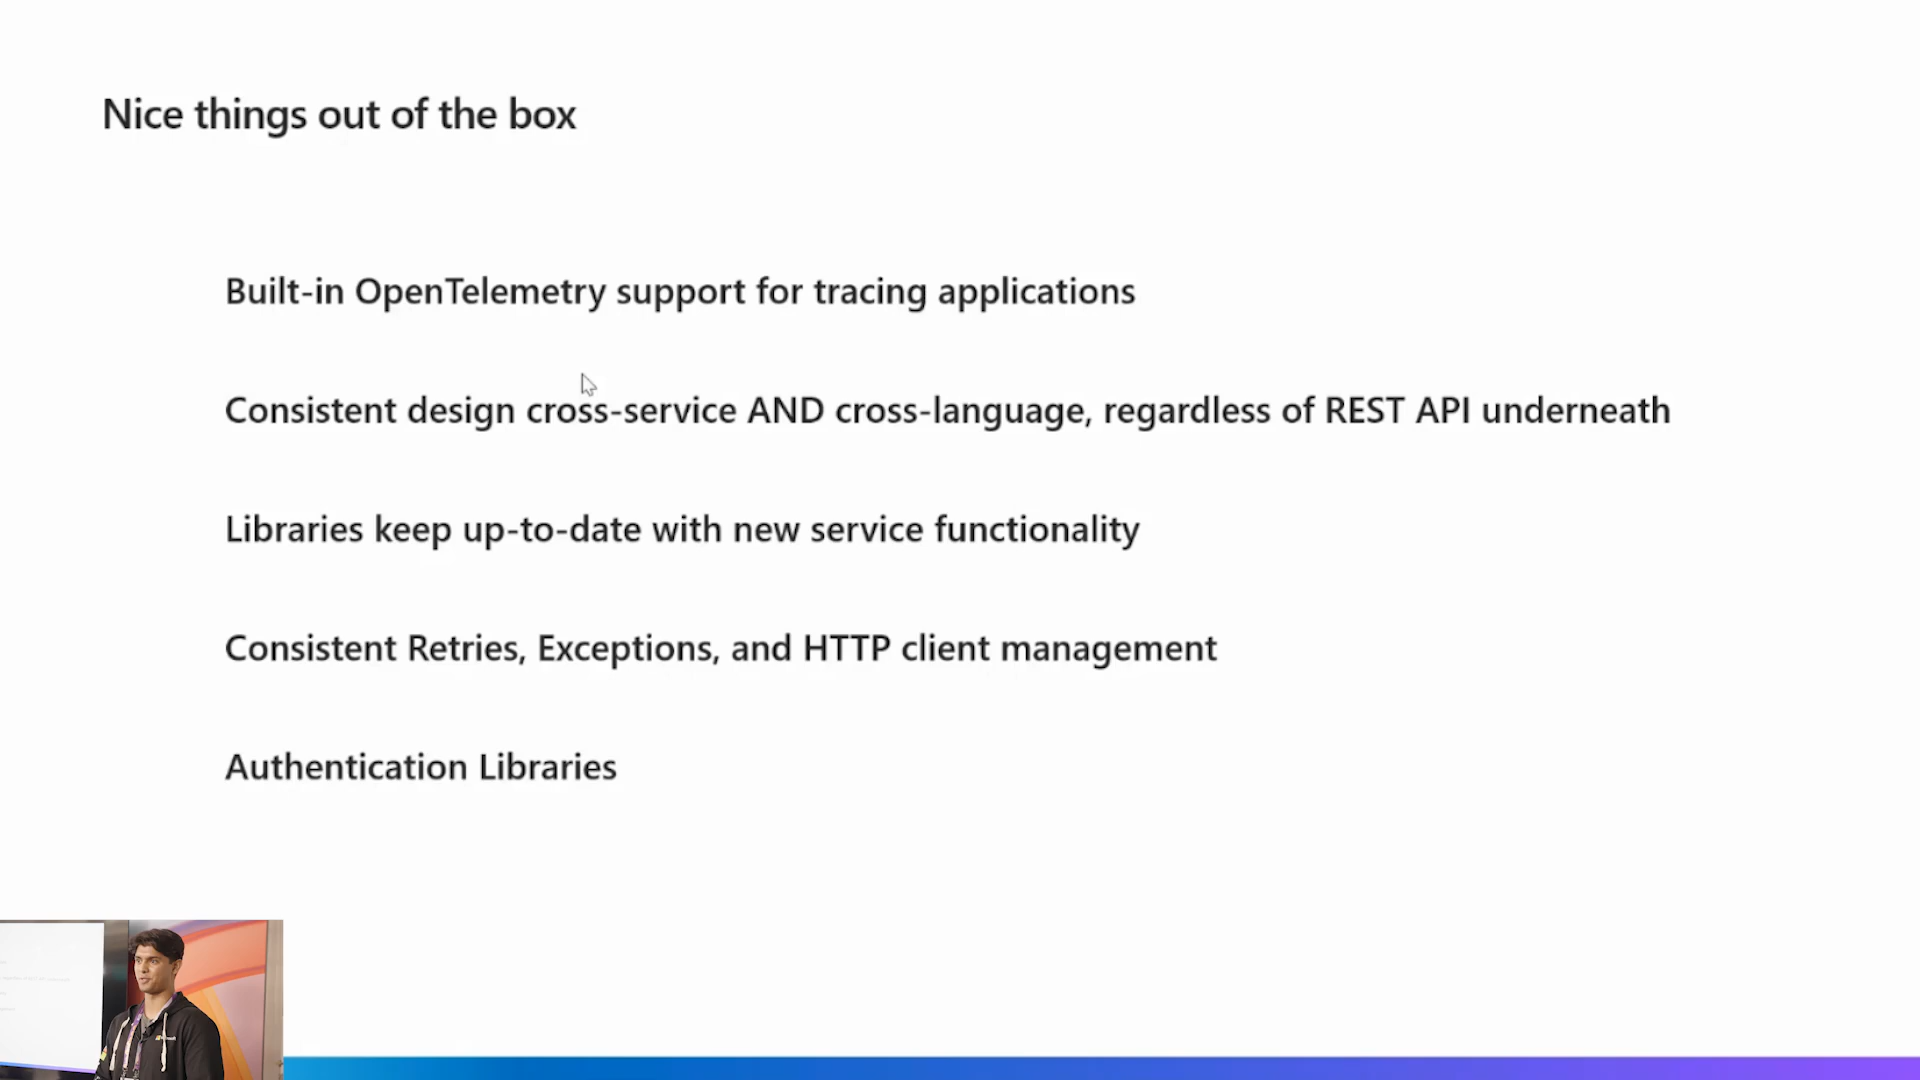 Nice things out of the box
Built-in OpenTelemetry support for tracing applications
Consistent design cross-service AND cross-language, regardless of REST API underneath
Libraries keep up-to-date with new service functionality
Consistent Retries, Exceptions, and HTTP client management
Authentication Libraries